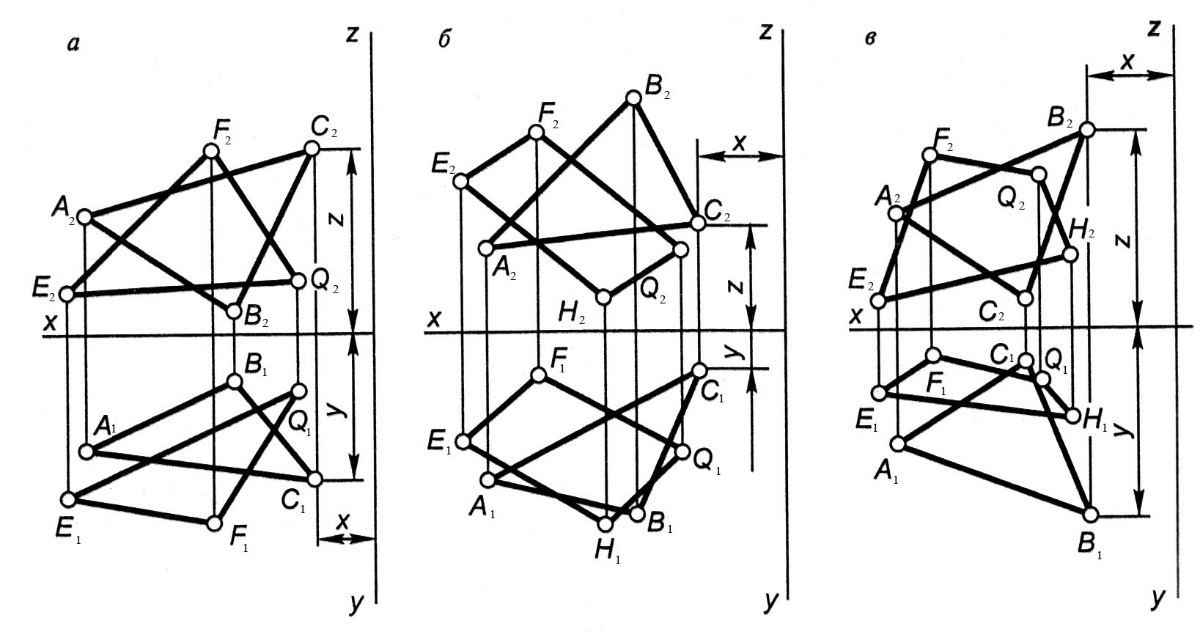 а
z
F₂
C₂
A₂
z
E₂
Q₂
B₂
x
B₁
A₁
Q₁
y
C₁
E₁
F₁
x
y
б
z
B₂
F₂
x
E₂
C₂
A₂
Q₂
z
H₂
x
y
F₁
C₁
E₁
Q₁
A₁
B₁
H₁
y
в
z
x
B₂
F₂
A₂
Q₂
H₂
z
E₂
C₂
x
C₁
Q₁
F₁
E₁
H₁
y
A₁
B₁
y